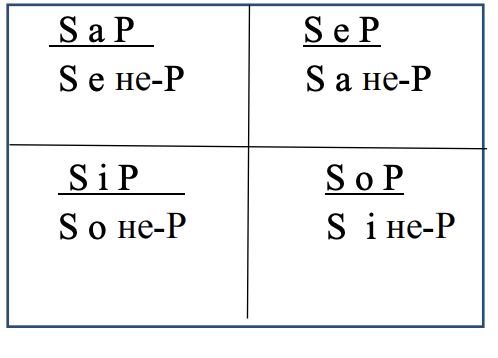 S a P
S e не-P
S e P
S a не-P
S i P
S o не-P
S o P
S i не-P